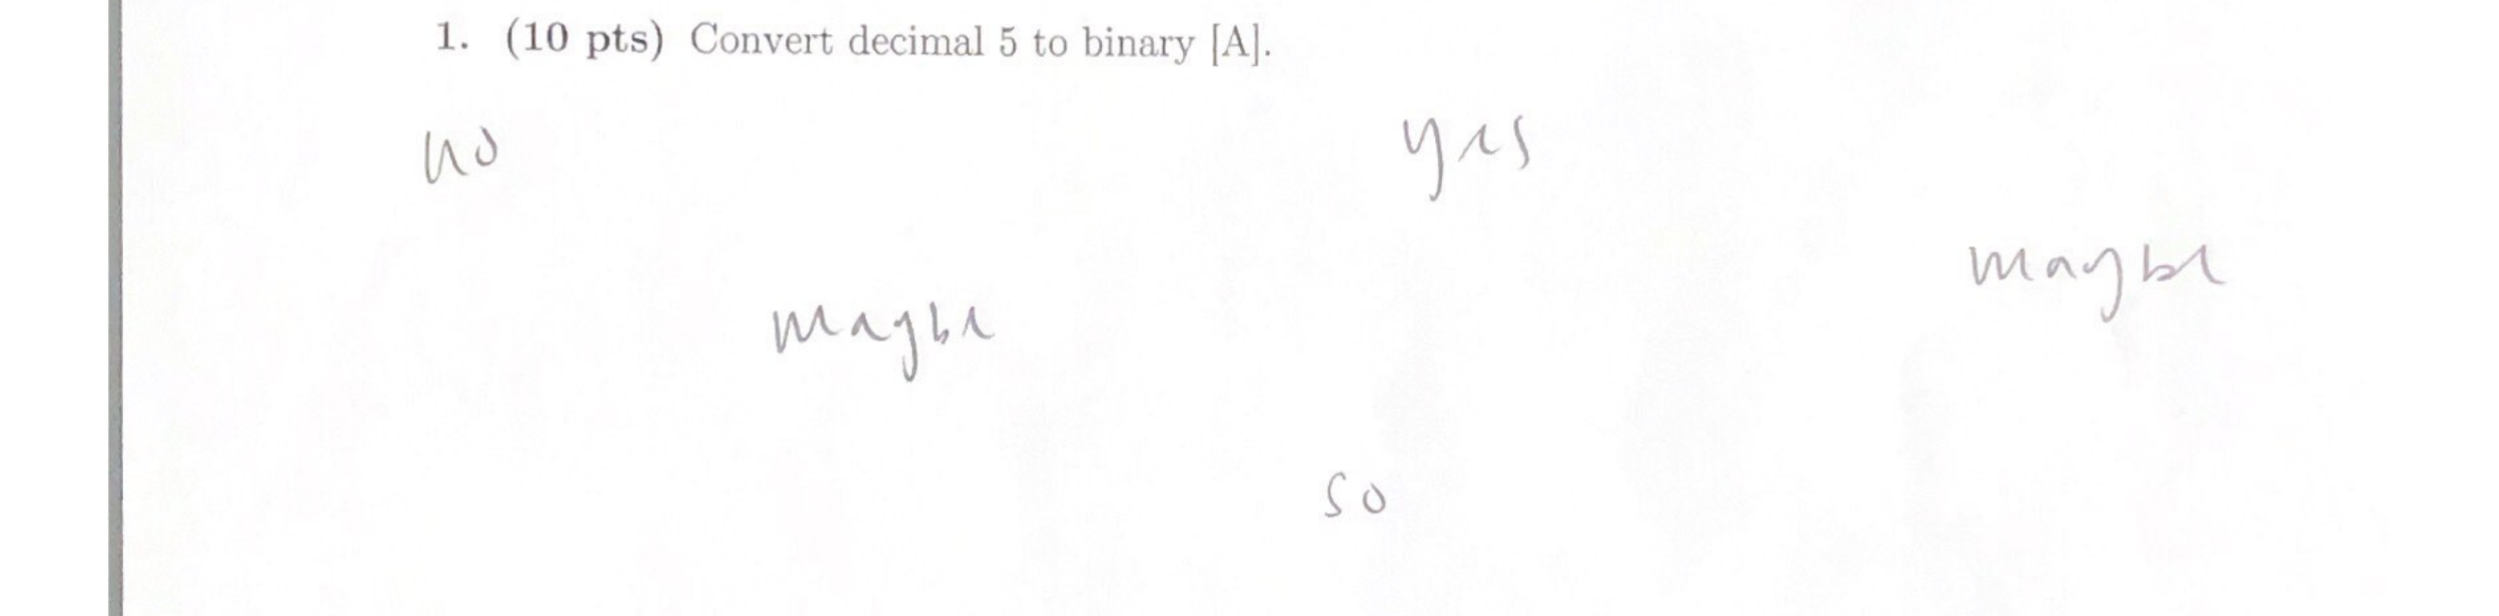 1. (10 pts) Convert decimal 5 to binary [A].
no
yes
maybe
maybe
so